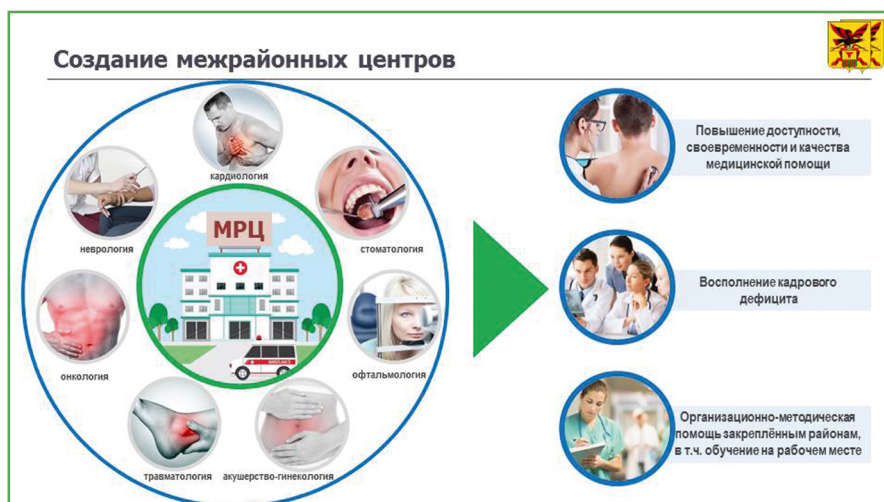 Создание межрайонных центров
кардиология
неврология
МРЦ
стоматология
онкология
AMBULANCE
офтальмология
травматология
акушерство-гинекология
Повышение доступности,
своевременности и качества
медицинской помощи
Восполнение кадрового
дефицита
Организационно-методическая
помощь закреплённым районам,
в т.ч. обучение на рабочем месте